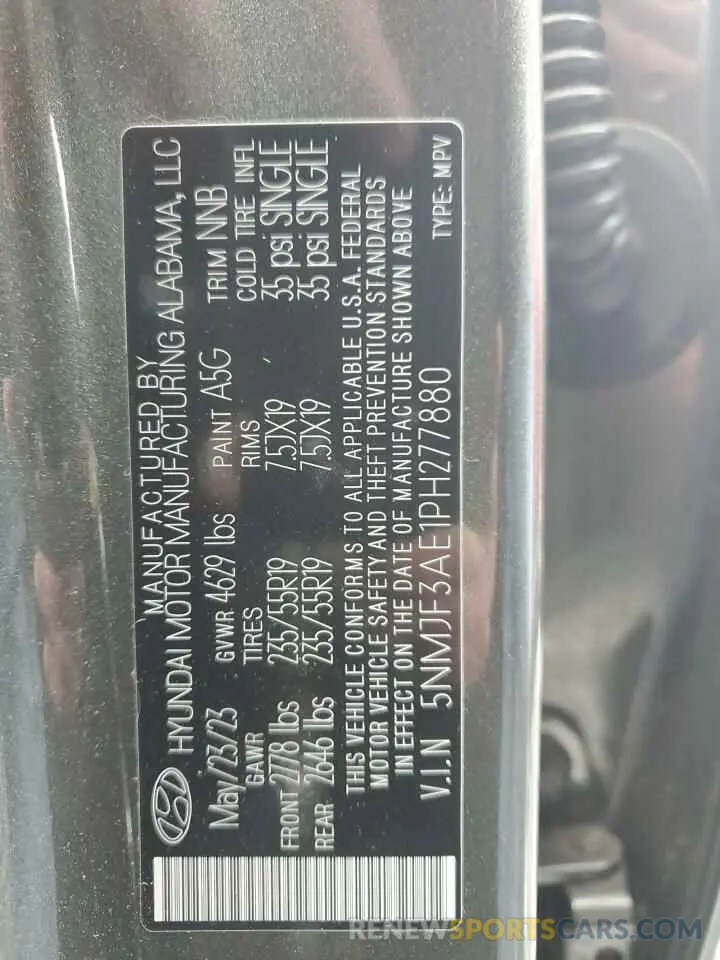 MANUFACTURED BY
HYUNDAI MOTOR MANUFACTURING ALABAMA, LLC
May/23/23 GVWR 4629 lbs PAINT A5G TRIM NNB
GAWR TIRES RIMS COLD TIRE INFL
FRONT 2778 lbs 235/55R19 7.5JX19 35 psi SINGLE
REAR 2646 lbs 235/55R19 7.5JX19 35 psi SINGLE
THIS VEHICLE CONFORMS TO ALL APPLICABLE U.S.A. FEDERAL
MOTOR VEHICLE SAFETY AND THEFT PREVENTION STANDARDS
IN EFFECT ON THE DATE OF MANUFACTURE SHOWN ABOVE
V.I.N 5NMJF3AE1PH277880 TYPE: MPV
RENEWSPORTSCARS.COM